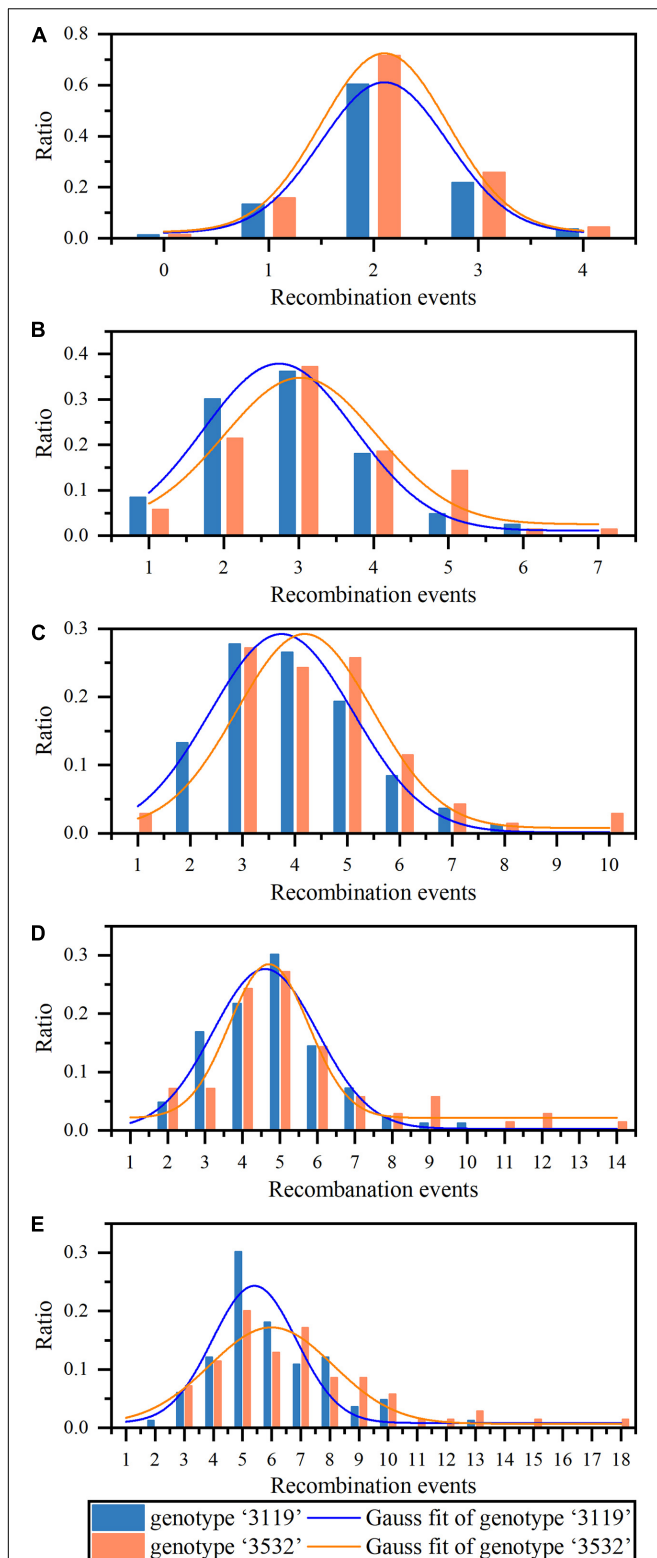 A
0.8
0.6
0.4
0.2
0.0
Ratio
0 1 2 3 4
Recombination events
B
0.4
0.3
0.2
0.1
0.0
Ratio
1 2 3 4 5 6 7
Recombination events
C
0.3
0.2
0.1
0.0
Ratio
1 2 3 4 5 6 7 8 9 10
Recombination events
D
0.3
0.2
0.1
0.0
Ratio
1 2 3 4 5 6 7 8 9 10 11 12 13 14
Recombanation events
E
0.3
0.2
0.1
0.0
Ratio
1 2 3 4 5 6 7 8 9 10 11 12 13 14 15 16 17 18
Recombination events
genotype ‘3119’ Gauss fit of genotype ‘3119’
genotype ‘3532’ Gauss fit of genotype ‘3532’